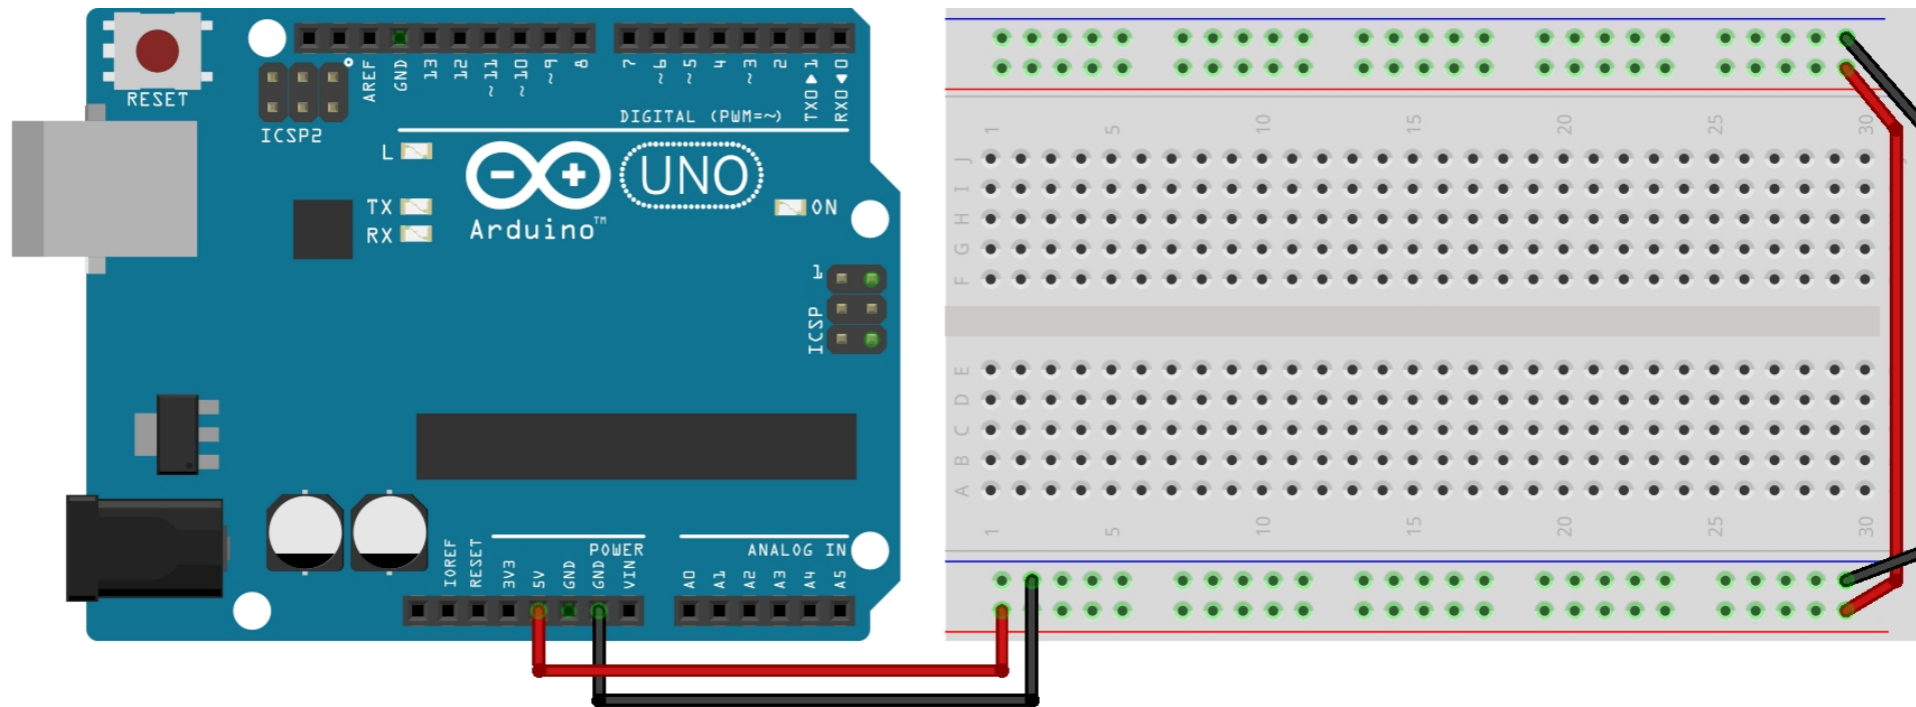 RESET
ICSP2
AREF
GND
13
12
~11
~10
~9
8
7
~6
~5
4
~3
2
TX0▶1
RX0◀0
DIGITAL (PWM=~)
L
TX
RX
UNO
Arduino™
ON
1
ICSP
POWER
ANALOG IN
IOREF
RESET
3V3
5V
GND
GND
VIN
A0
A1
A2
A3
A4
A5
1 5 10 15 20 25 30
J
I
H
G
F
E
D
C
B
A
1 5 10 15 20 25 30